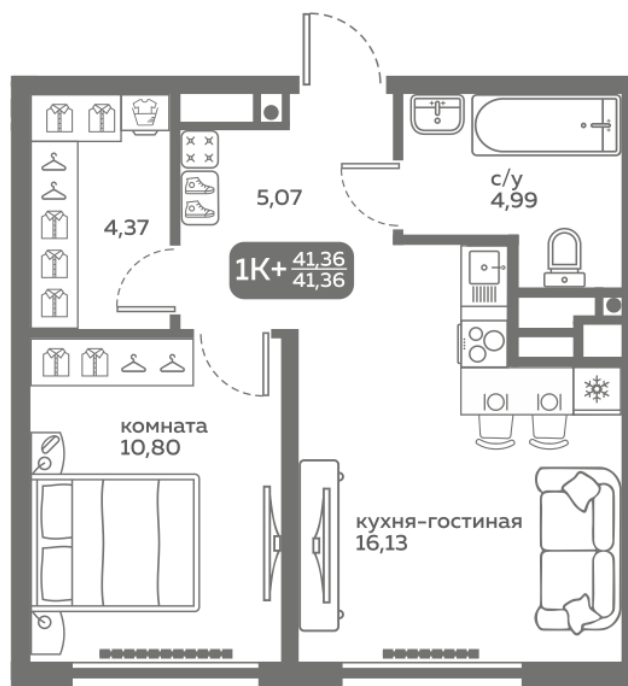 5,07
с/у
4,99
4,37
1К+ 41,36
41,36
комната
10,80
кухня-гостиная
16,13